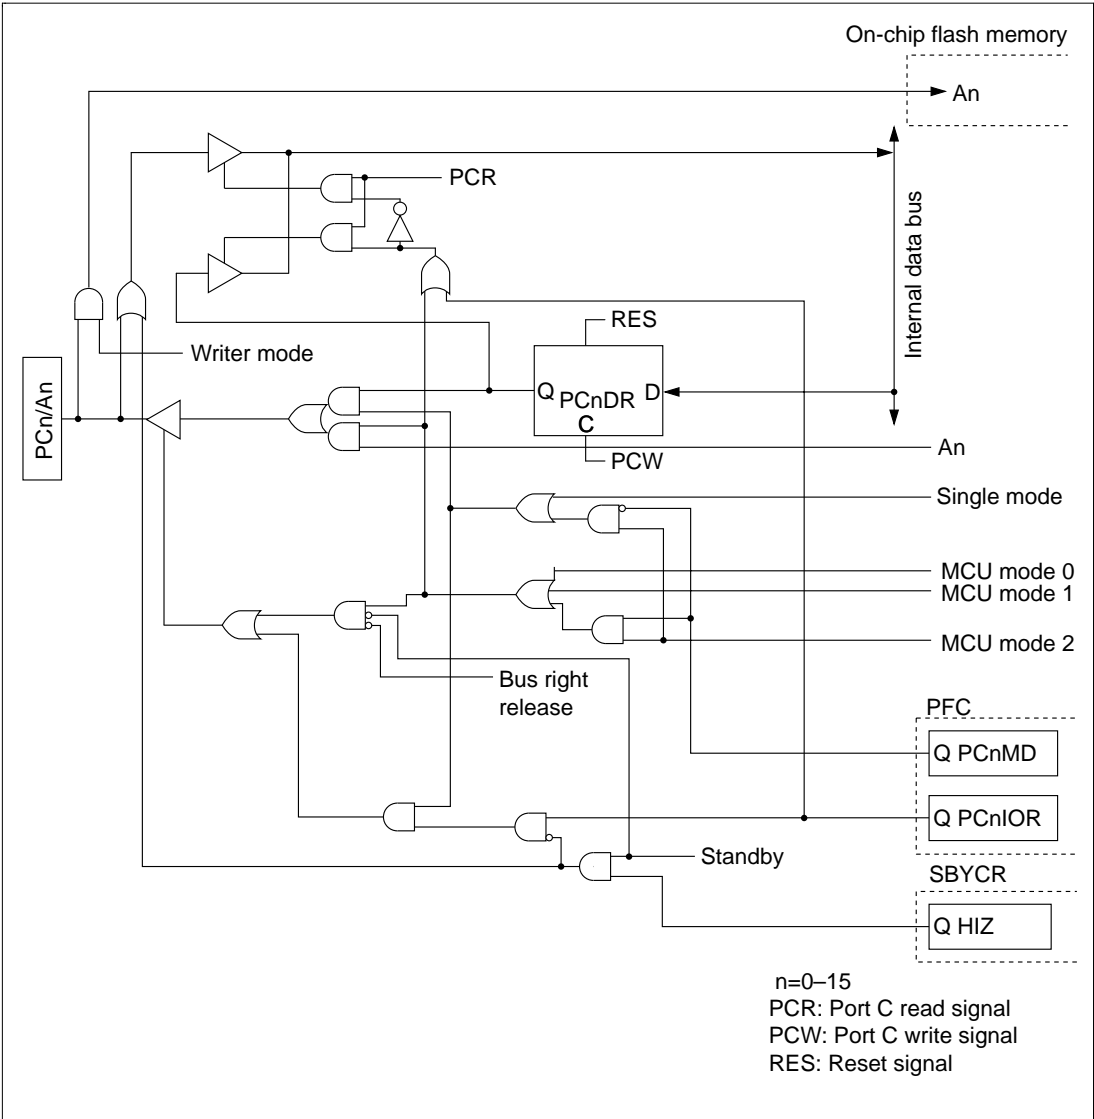 On-chip flash memory
An
PCR
Internal data bus
RES
Writer mode
PCn/An
Q PCnDR D
C
PCW
An
Single mode
MCU mode 0
MCU mode 1
MCU mode 2
Bus right
release
PFC
Q PCnMD
Q PCnIOR
Standby
SBYCR
Q HIZ
n=0–15
PCR: Port C read signal
PCW: Port C write signal
RES: Reset signal